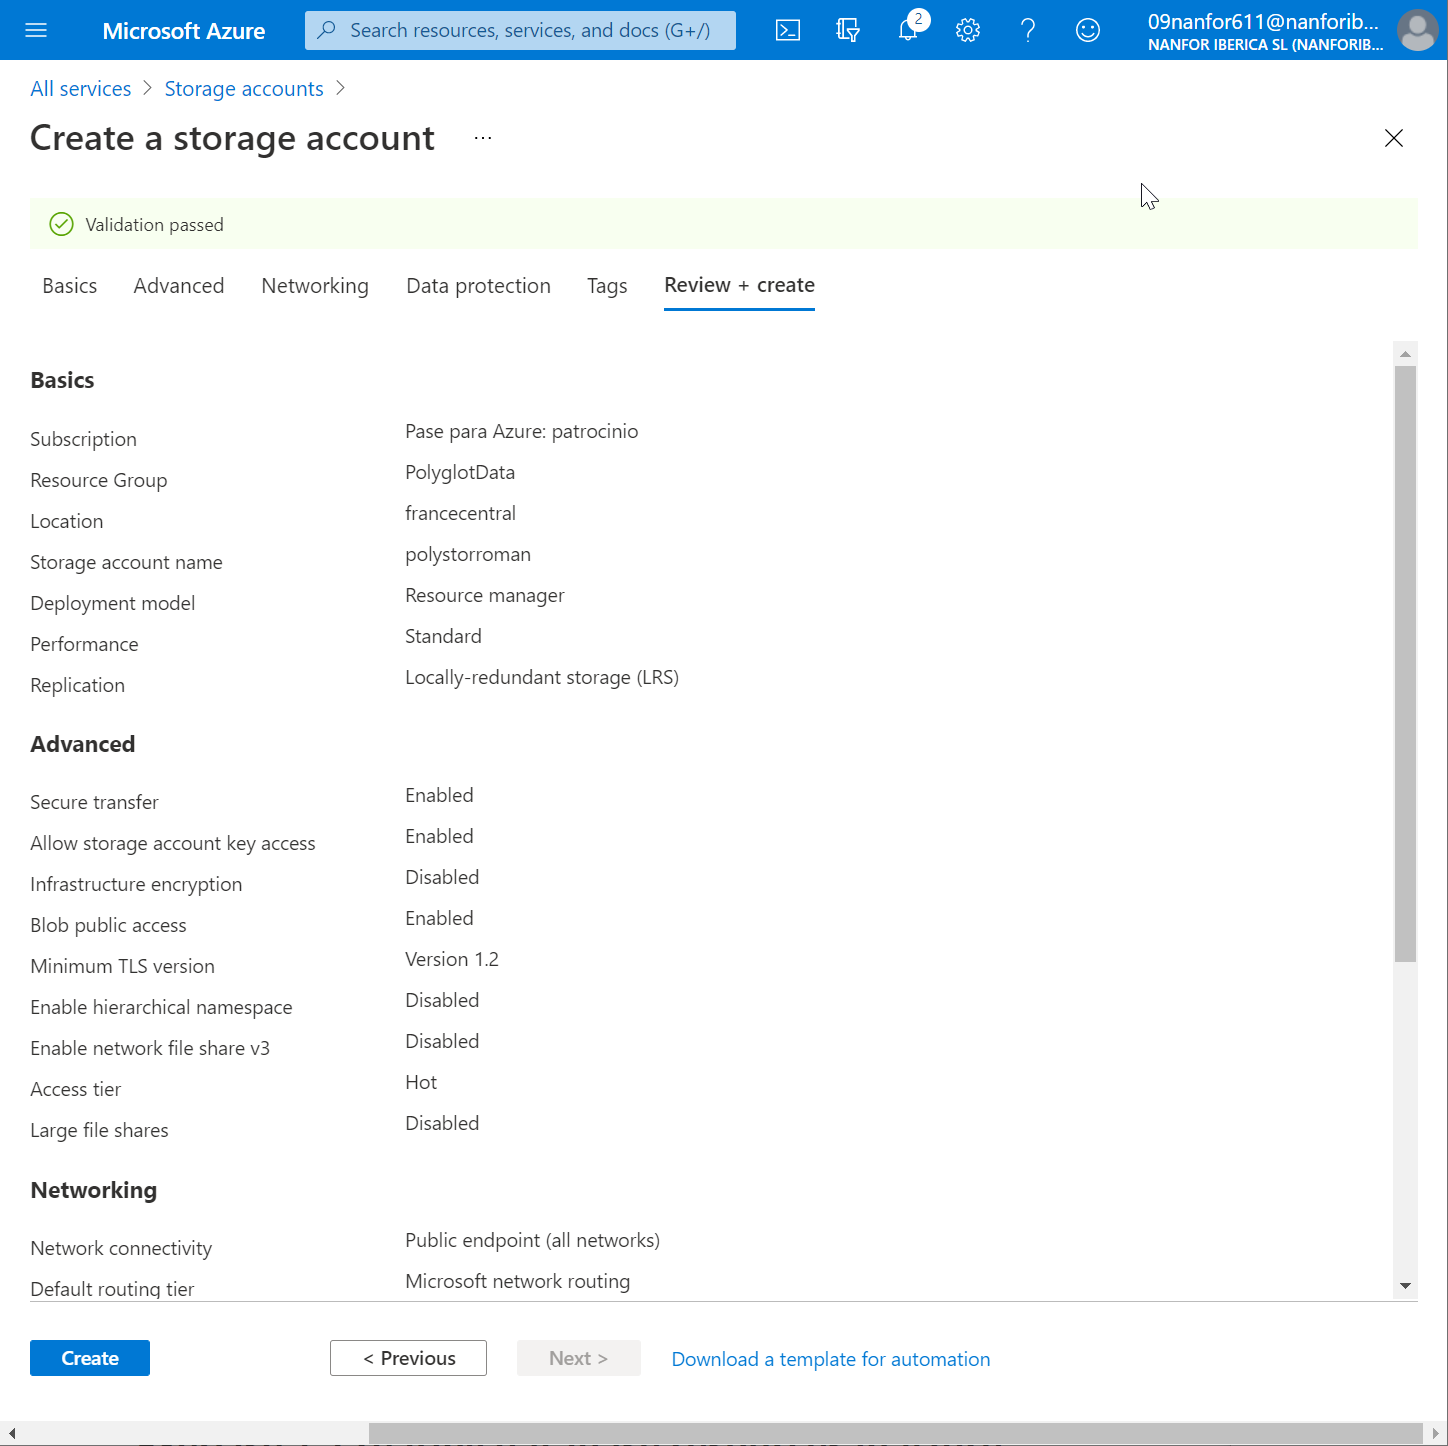 Microsoft Azure
Search resources, services, and docs (G+/)
2
09nanfor611@nanforib...
NANFOR IBERICA SL (NANFORIB...
All services > Storage accounts >
Create a storage account ...
Validation passed
Basics Advanced Networking Data protection Tags Review + create
Basics
Subscription Pase para Azure: patrocinio
Resource Group PolyglotData
Location francecentral
Storage account name polystorroman
Deployment model Resource manager
Performance Standard
Replication Locally-redundant storage (LRS)
Advanced
Secure transfer Enabled
Allow storage account key access Enabled
Infrastructure encryption Disabled
Blob public access Enabled
Minimum TLS version Version 1.2
Enable hierarchical namespace Disabled
Enable network file share v3 Disabled
Access tier Hot
Large file shares Disabled
Networking
Network connectivity Public endpoint (all networks)
Default routing tier Microsoft network routing
Create < Previous Next > Download a template for automation